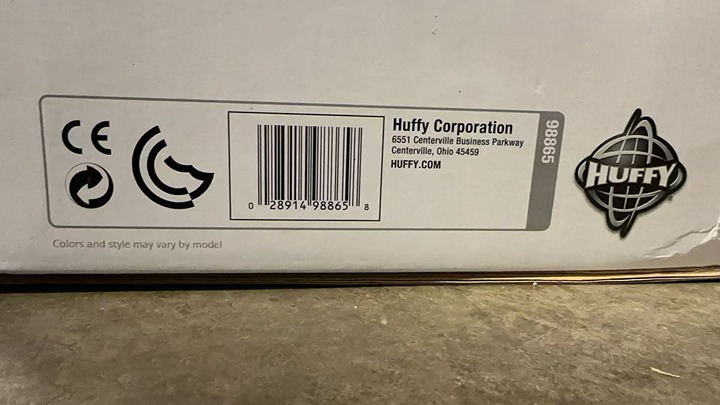 CE
0 28914 98865 8
Huffy Corporation
6551 Centerville Business Parkway
Centerville, Ohio 45459
HUFFY.COM
98865
HUFFY
Colors and style may vary by model